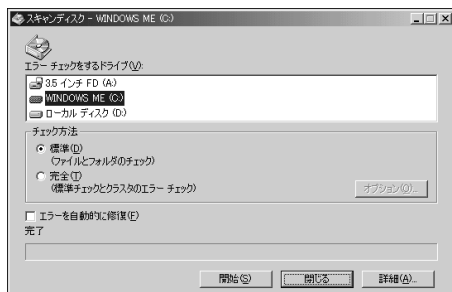 スキャンディスク - WINDOWS ME (C:)
エラー チェックをするドライブ(V):
3.5 インチ FD (A:)
WINDOWS ME (C:)
ローカル ディスク (D:)
チェック方法
標準(D)
(ファイルとフォルダのチェック)
完全(T)
(標準チェックとクラスタのエラー チェック)
オプション(O)...
エラーを自動的に修復(F)
完了
開始(S)
閉じる
詳細(A)...